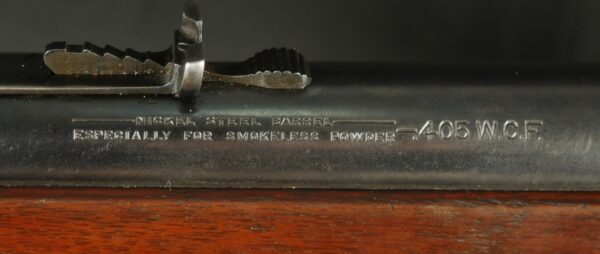 NICKEL STEEL BARREL
ESPECIALLY FOR SMOKELESS POWDER -.405 W.C.F.